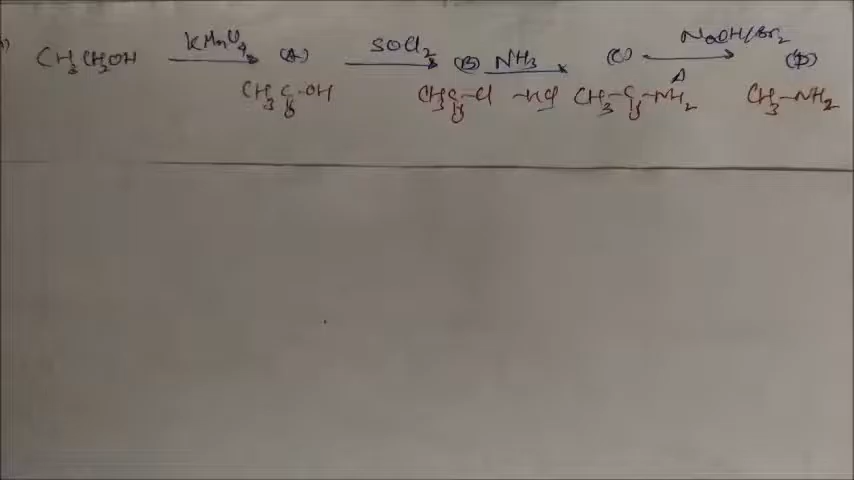 CH3CH2OH KMnO4 (A) SOCl2 (B) NH3 (C) NaOH/Br2 (D)
CH3C-OH CH3C-Cl -HCl CH3-C-NH2 Δ CH3-NH2
O O O